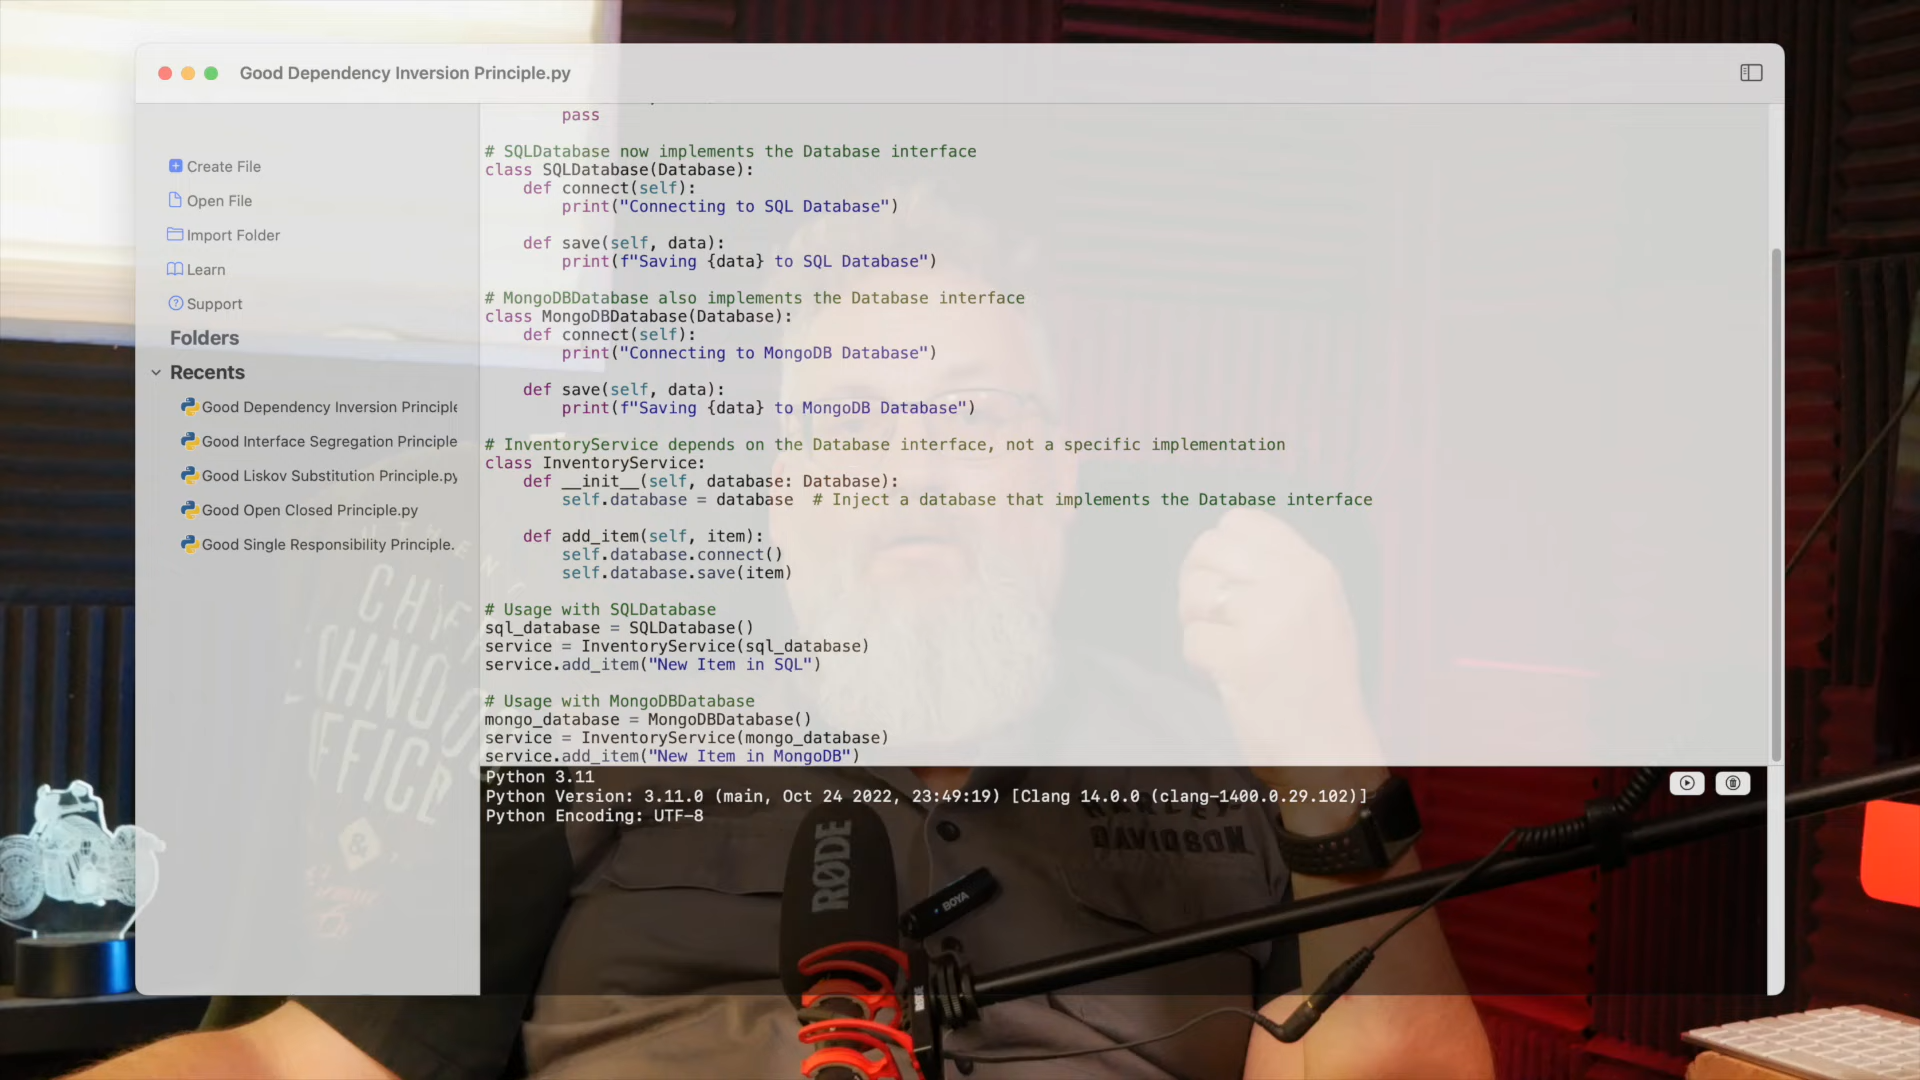 Good Dependency Inversion Principle.py
Create File
Open File
Import Folder
Learn
Support
Folders
Recents
Good Dependency Inversion Principle
Good Interface Segregation Principle
Good Liskov Substitution Principle.py
Good Open Closed Principle.py
Good Single Responsibility Principle.
pass
# SQLDatabase now implements the Database interface
class SQLDatabase(Database):
    def connect(self):
        print("Connecting to SQL Database")
    def save(self, data):
        print(f"Saving {data} to SQL Database")
# MongoDBDatabase also implements the Database interface
class MongoDBDatabase(Database):
    def connect(self):
        print("Connecting to MongoDB Database")
    def save(self, data):
        print(f"Saving {data} to MongoDB Database")
# InventoryService depends on the Database interface, not a specific implementation
class InventoryService:
    def __init__(self, database: Database):
        self.database = database  # Inject a database that implements the Database interface
    def add_item(self, item):
        self.database.connect()
        self.database.save(item)
# Usage with SQLDatabase
sql_database = SQLDatabase()
service = InventoryService(sql_database)
service.add_item("New Item in SQL")
# Usage with MongoDBDatabase
mongo_database = MongoDBDatabase()
service = InventoryService(mongo_database)
service.add_item("New Item in MongoDB")
Python 3.11
Python Version: 3.11.0 (main, Oct 24 2022, 23:49:19) [Clang 14.0.0 (clang-1400.0.29.102)]
Python Encoding: UTF-8
DAVIDSON
RØDE
BOYA
RØDE